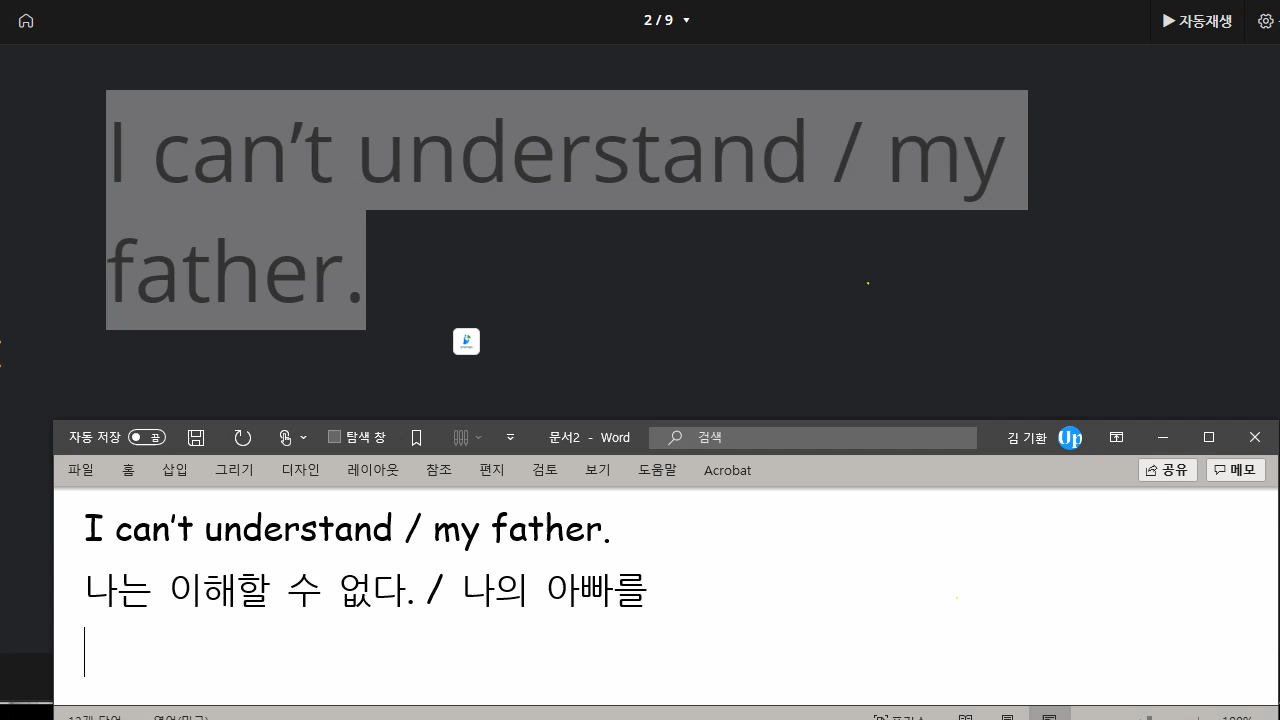 2 / 9
자동재생
I can’t understand / my
father.
자동 저장 끔
탐색 창
문서2 - Word
검색
김 기환
Up
파일 홈 삽입 그리기 디자인 레이아웃 참조 편지 검토 보기 도움말 Acrobat
공유 메모
I can’t understand / my father.
나는 이해할 수 없다. / 나의 아빠를